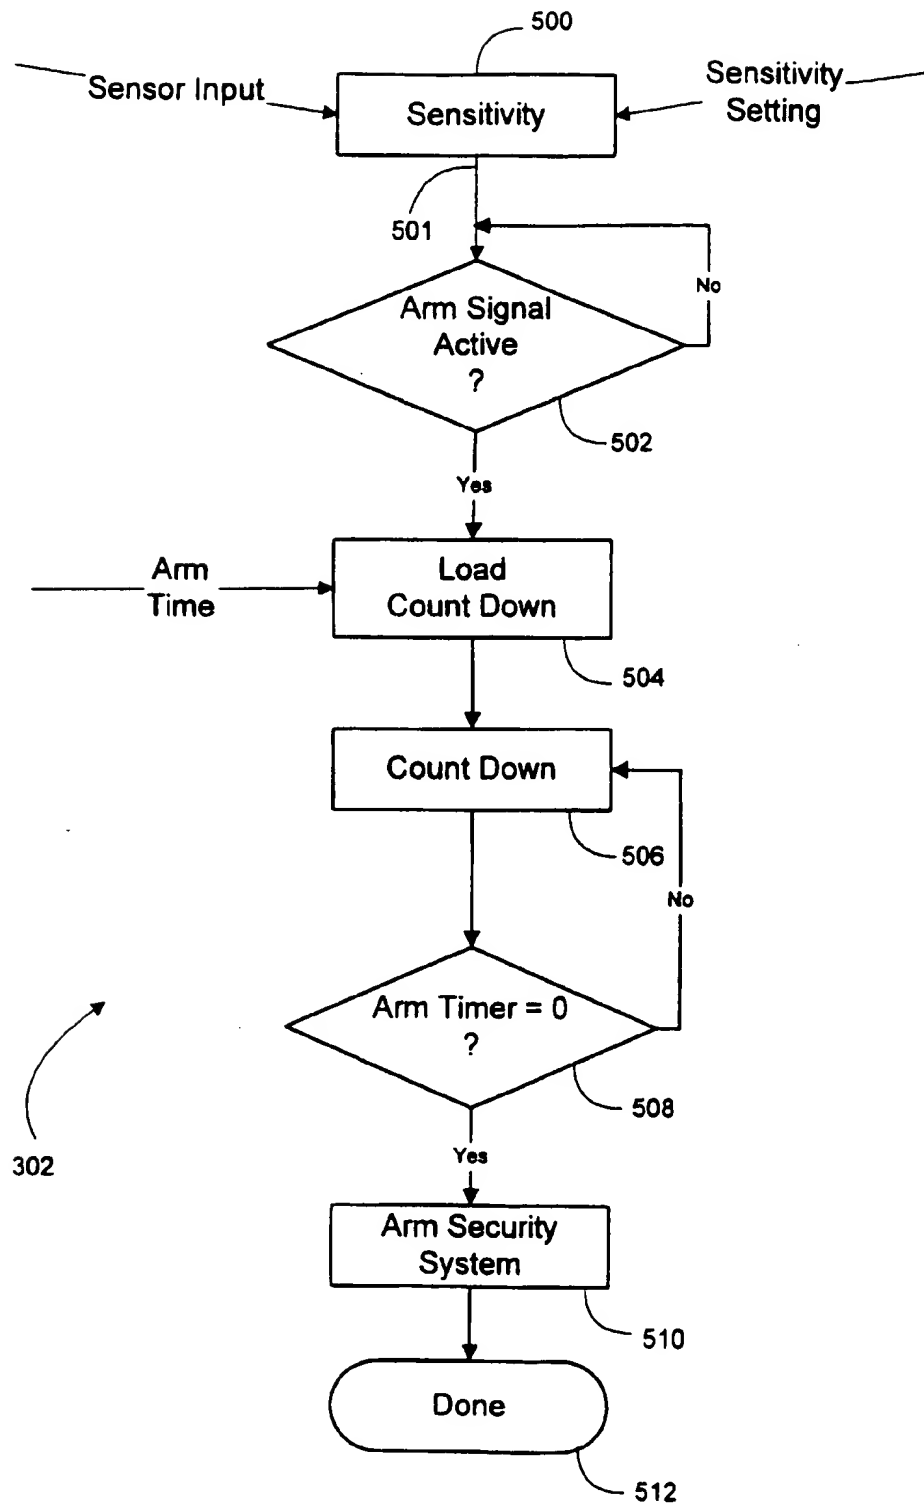 500
Sensor Input
Sensitivity
Sensitivity
Setting
501
No
Arm Signal
Active
?
502
Yes
Arm
Time
Load
Count Down
504
Count Down
506
No
Arm Timer = 0
?
508
302
Yes
Arm Security
System
510
Done
512